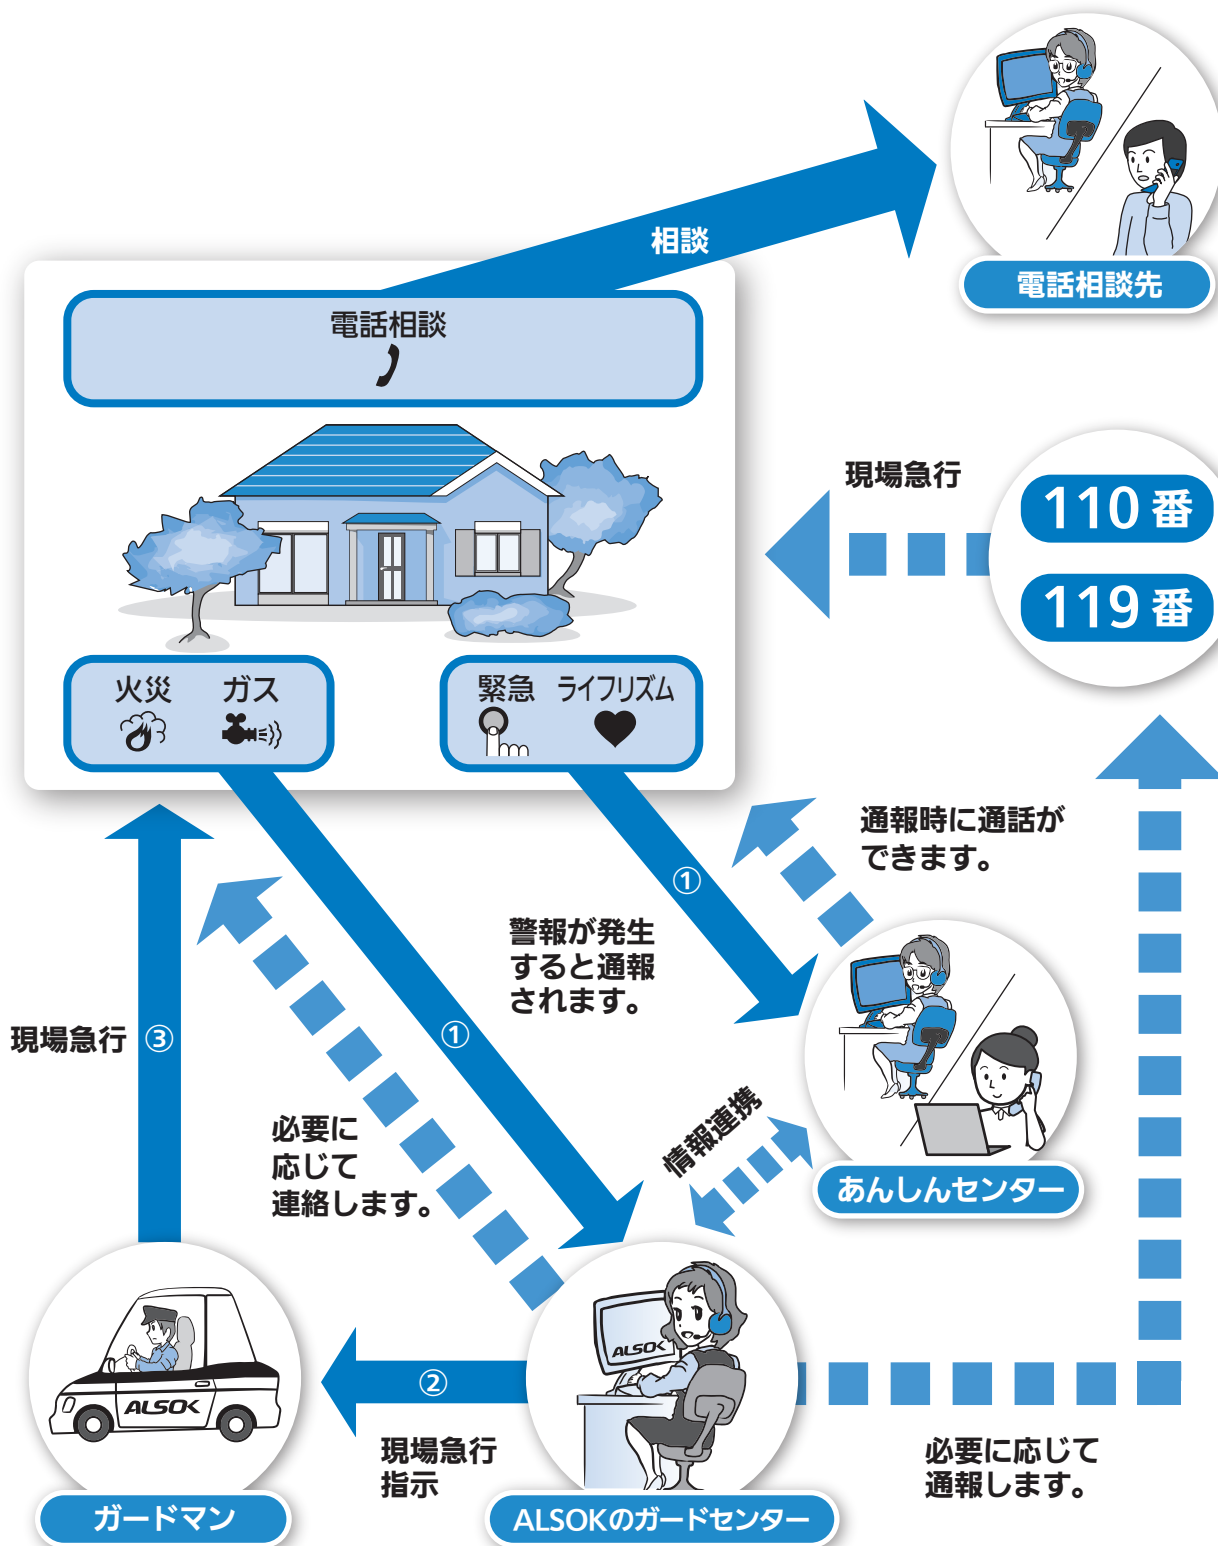 相談
電話相談先
電話相談
現場急行
110番
119番
火災 ガス
緊急 ライフリズム
通報時に通話が
できます。
①
警報が発生
すると通報
されます。
現場急行 ③
①
必要に
応じて
連絡します。
情報連携
あんしんセンター
ALSOK
ALSOK
②
現場急行
指示
必要に応じて
通報します。
ガードマン
ALSOKのガードセンター